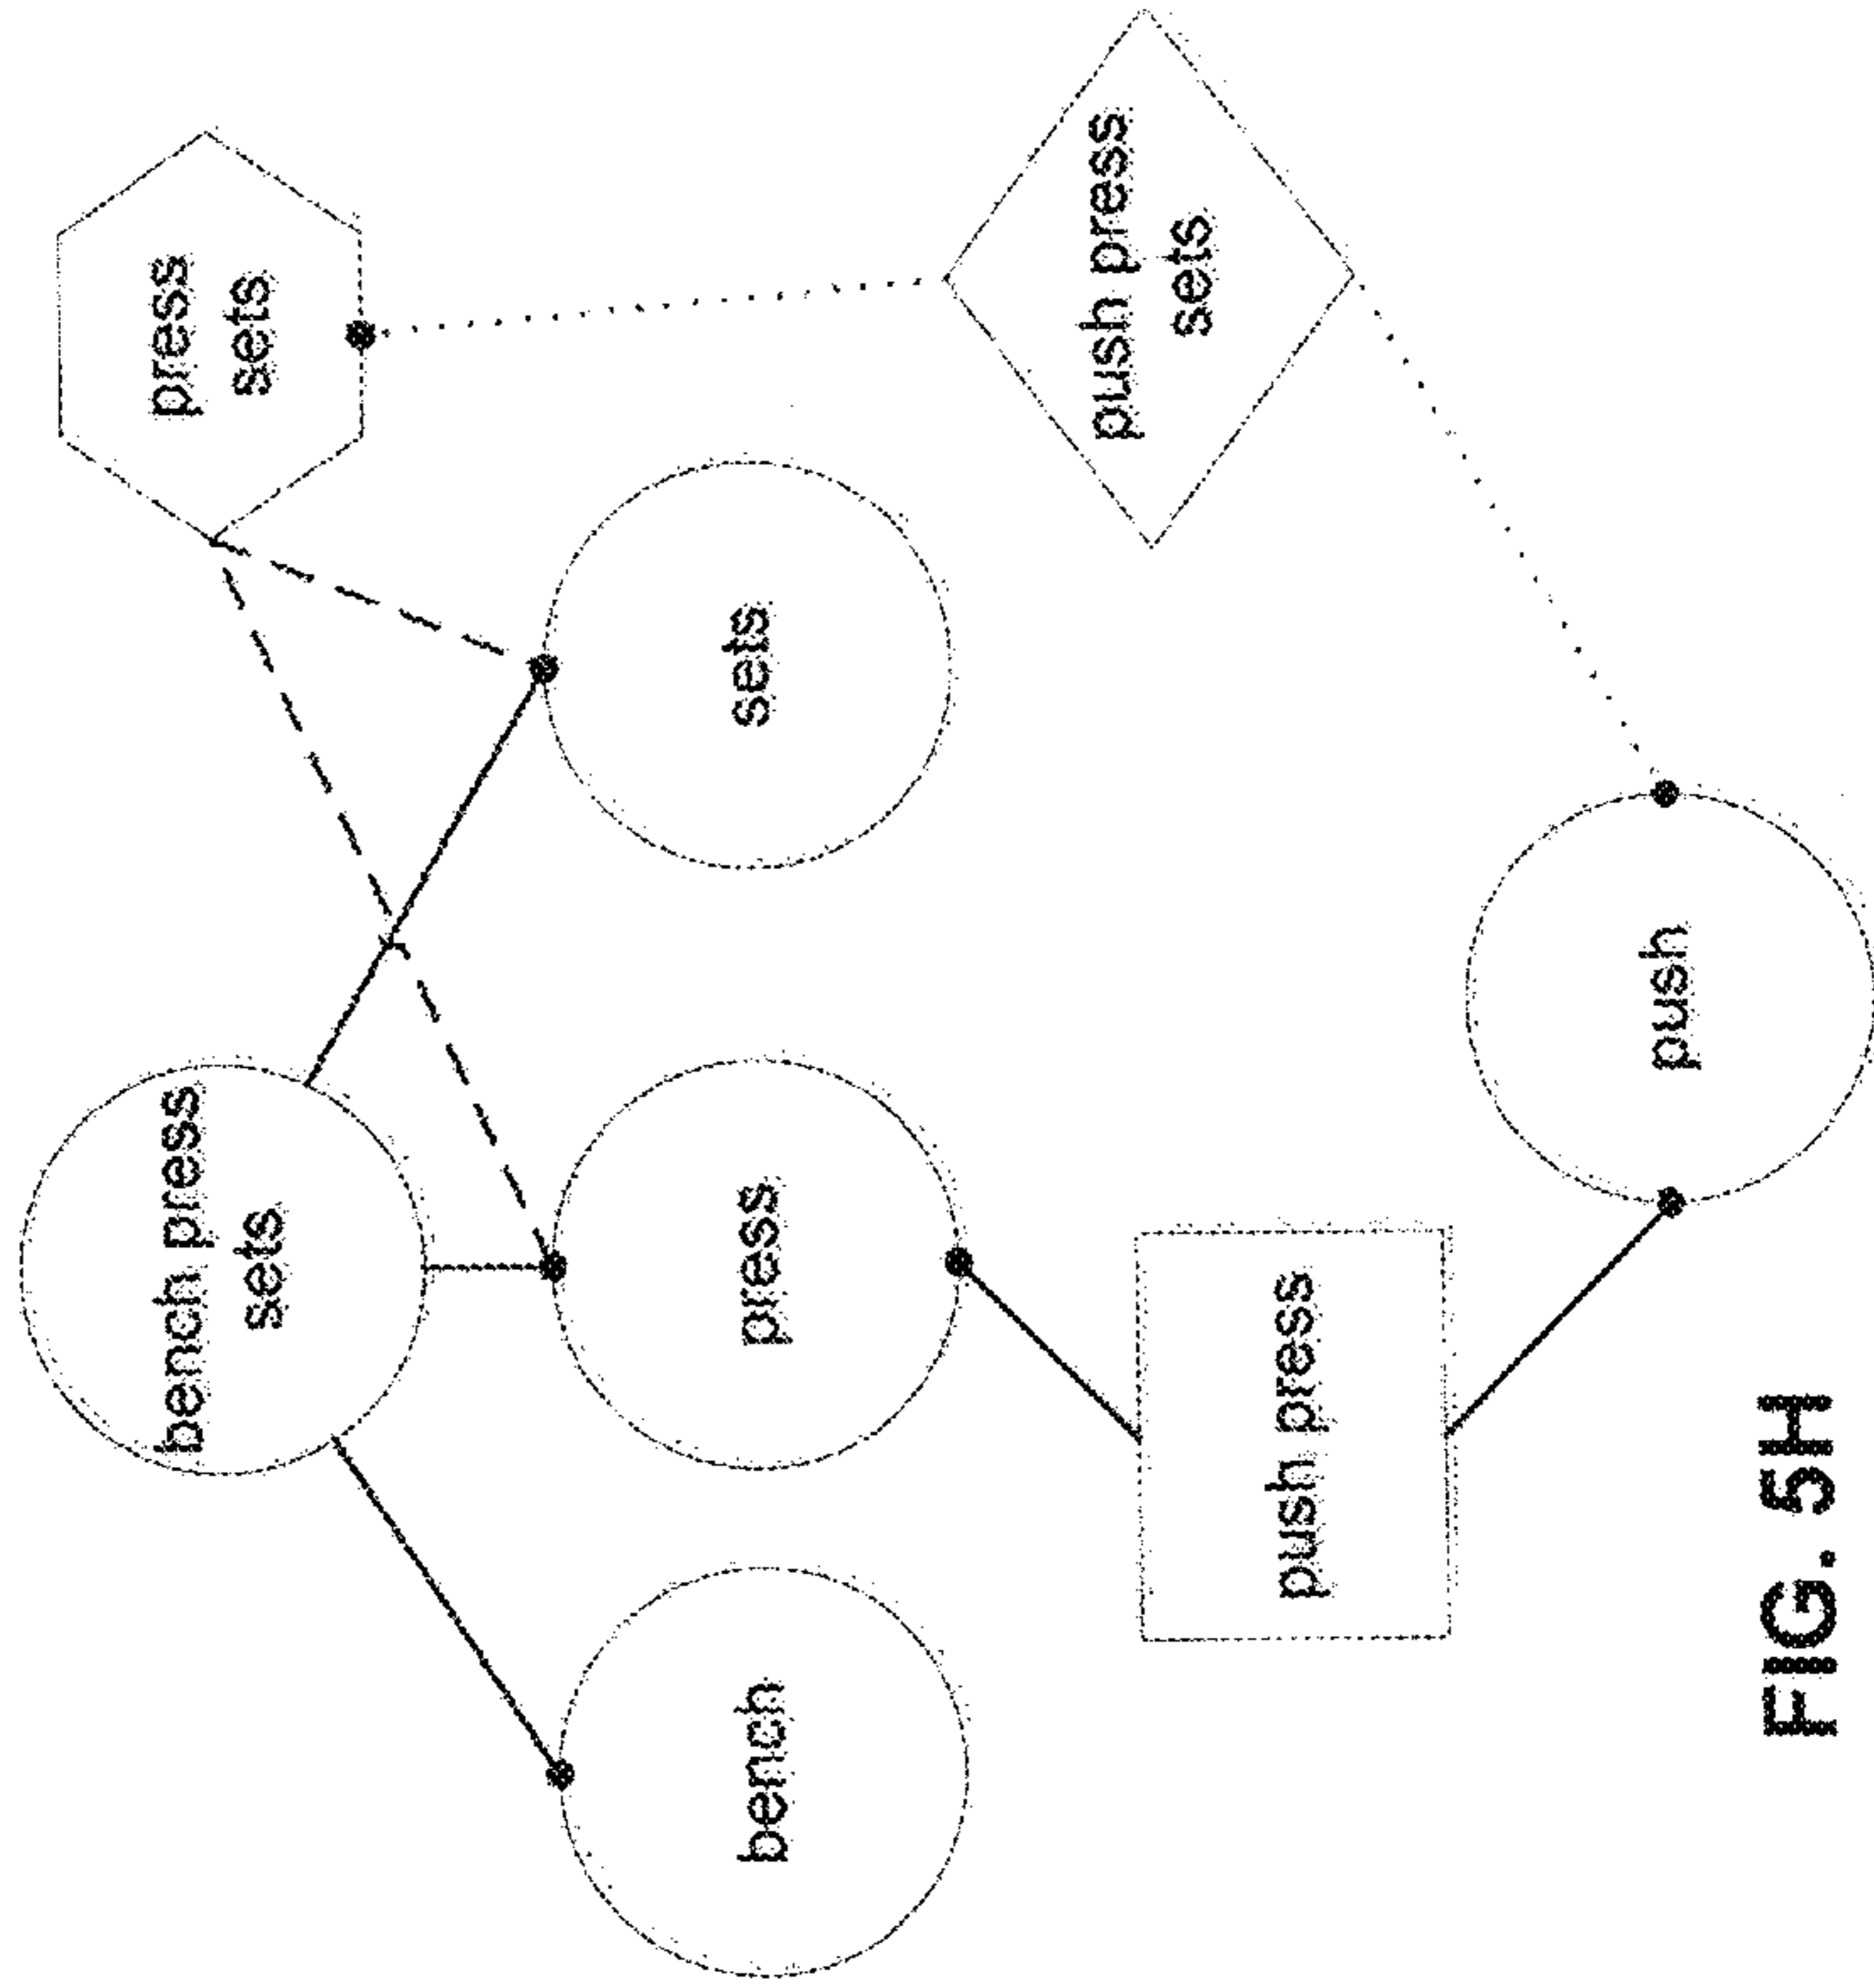 bench press
sets
press
sets
bench
press
sets
push press
push press
sets
push
FIG. 5H